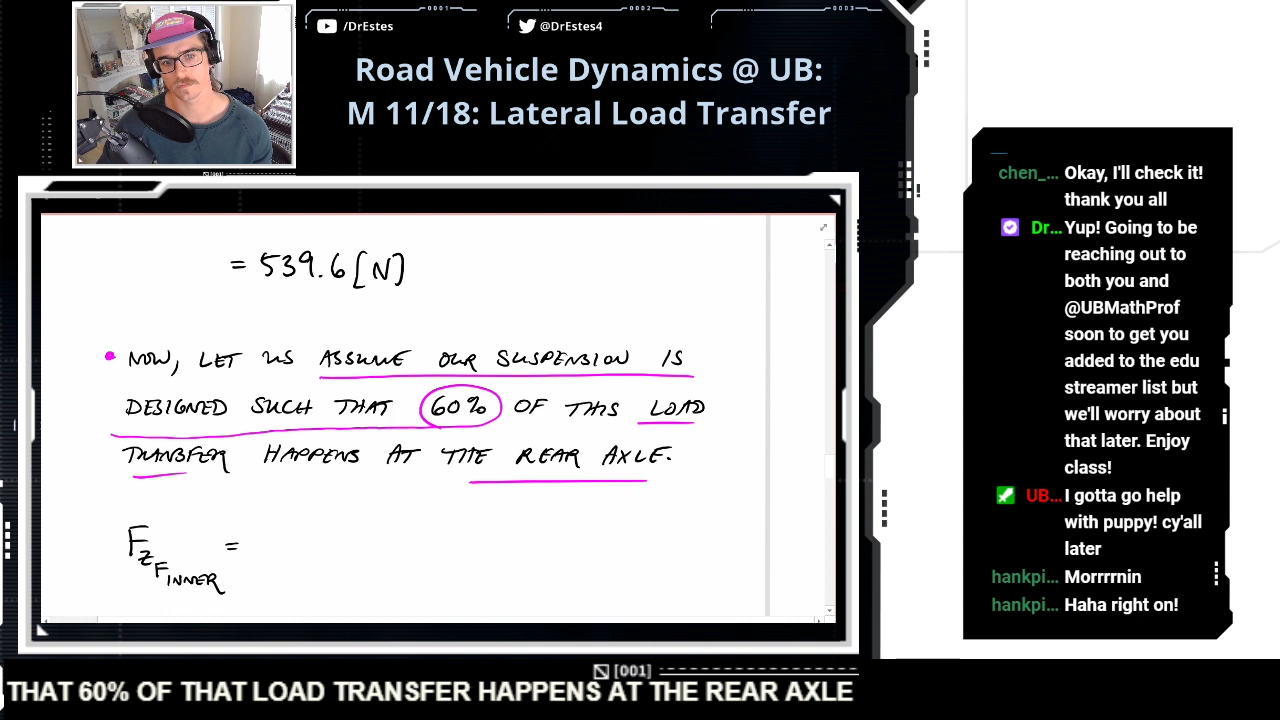 0001
0002
0003
/DrEstes
@DrEstes4
Road Vehicle Dynamics @ UB:
M 11/18: Lateral Load Transfer
[001]
= 539.6 [N]
• NOW, LET US ASSUME OUR SUSPENSION IS
DESIGNED SUCH THAT 60% OF THIS LOAD
TRANSFER HAPPENS AT THE REAR AXLE.
F_Z_F_INNER =
chen_... Okay, I'll check it!
thank you all
Dr... Yup! Going to be
reaching out to
both you and
@UBMathProf
soon to get you
added to the edu
streamer list but
we'll worry about
that later. Enjoy
class!
UB... I gotta go help
with puppy! cy'all
later
hankpi... Morrrrnin
hankpi... Haha right on!
[001]
THAT 60% OF THAT LOAD TRANSFER HAPPENS AT THE REAR AXLE